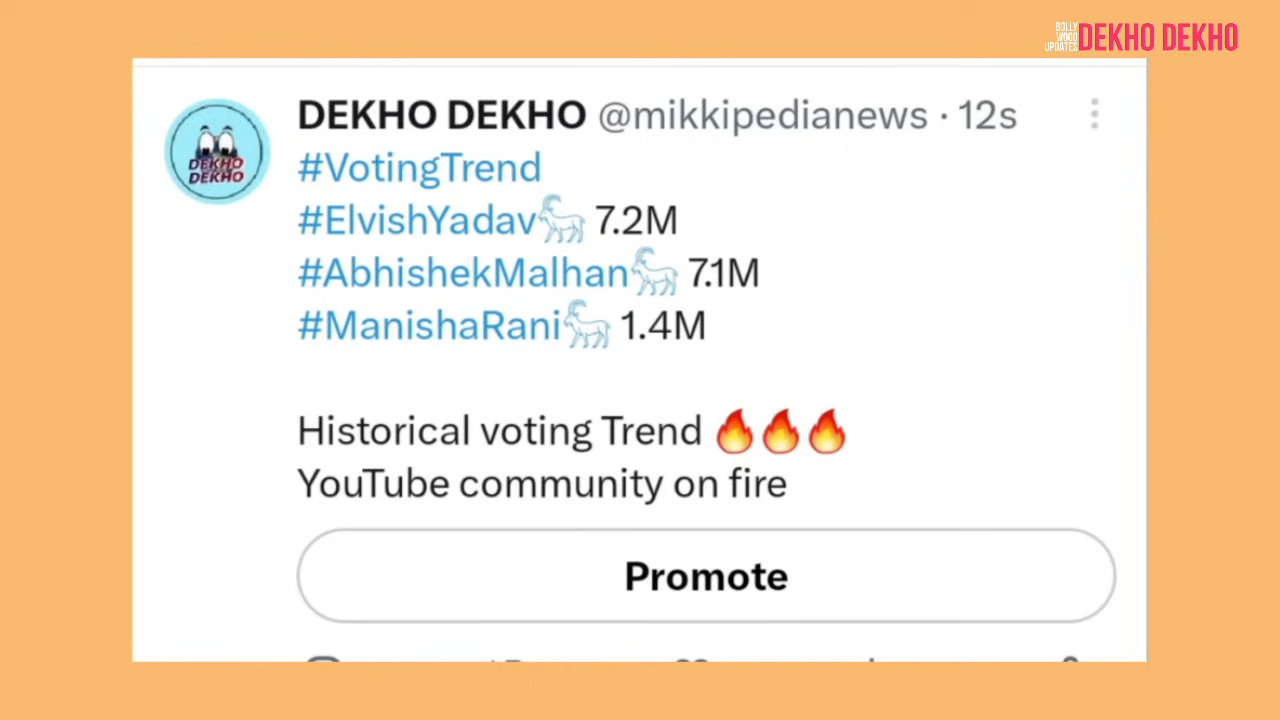 BOLLY
WOOD
UPDATES
DEKHO DEKHO
DEKHO DEKHO @mikkipedianews · 12s
DEKHO
DEKHO
#VotingTrend
#ElvishYadav 7.2M
#AbhishekMalhan 7.1M
#ManishaRani 1.4M
Historical voting Trend 🔥🔥🔥
YouTube community on fire
Promote